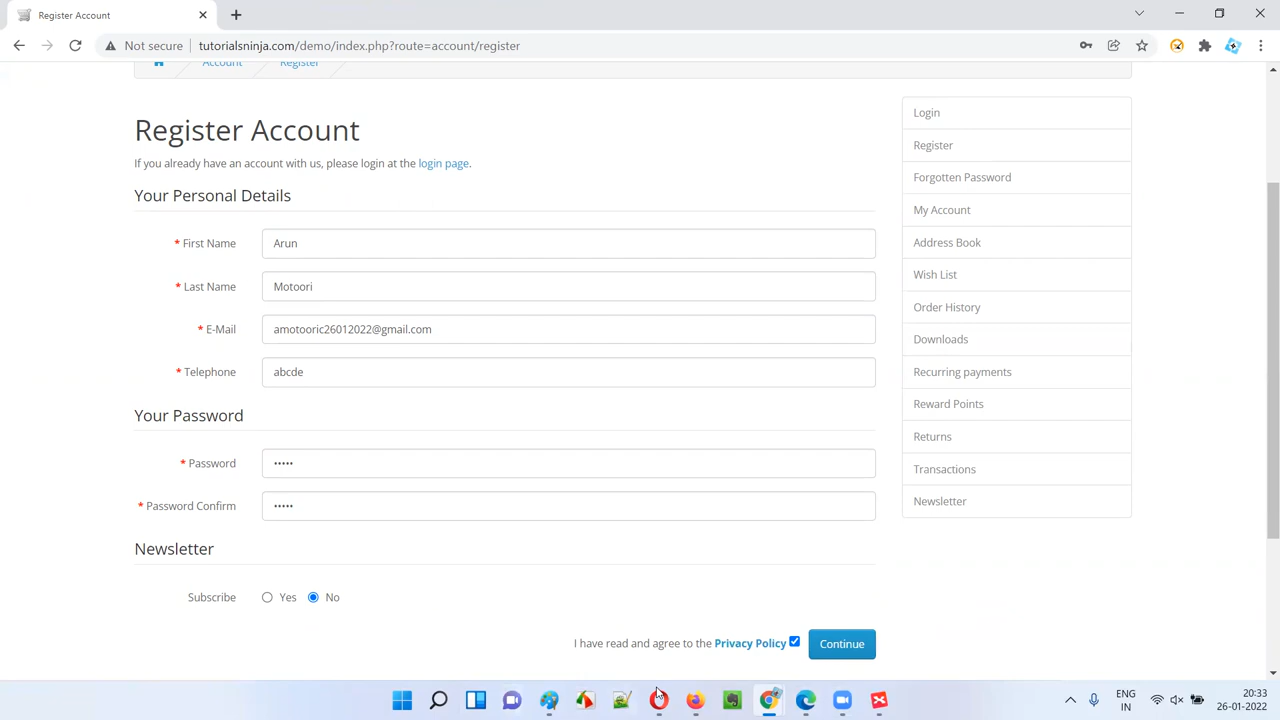 Register Account
Not secure
tutorialsninja.com/demo/index.php?route=account/register
Account
Register
Register Account
If you already have an account with us, please login at the login page.
Your Personal Details
* First Name
Arun
* Last Name
Motoori
* E-Mail
amotooric26012022@gmail.com
* Telephone
abcde
Your Password
* Password
•••••
* Password Confirm
•••••
Newsletter
Subscribe
Yes
No
I have read and agree to the Privacy Policy
Continue
Login
Register
Forgotten Password
My Account
Address Book
Wish List
Order History
Downloads
Recurring payments
Reward Points
Returns
Transactions
Newsletter
ENG
IN
20:33
26-01-2022